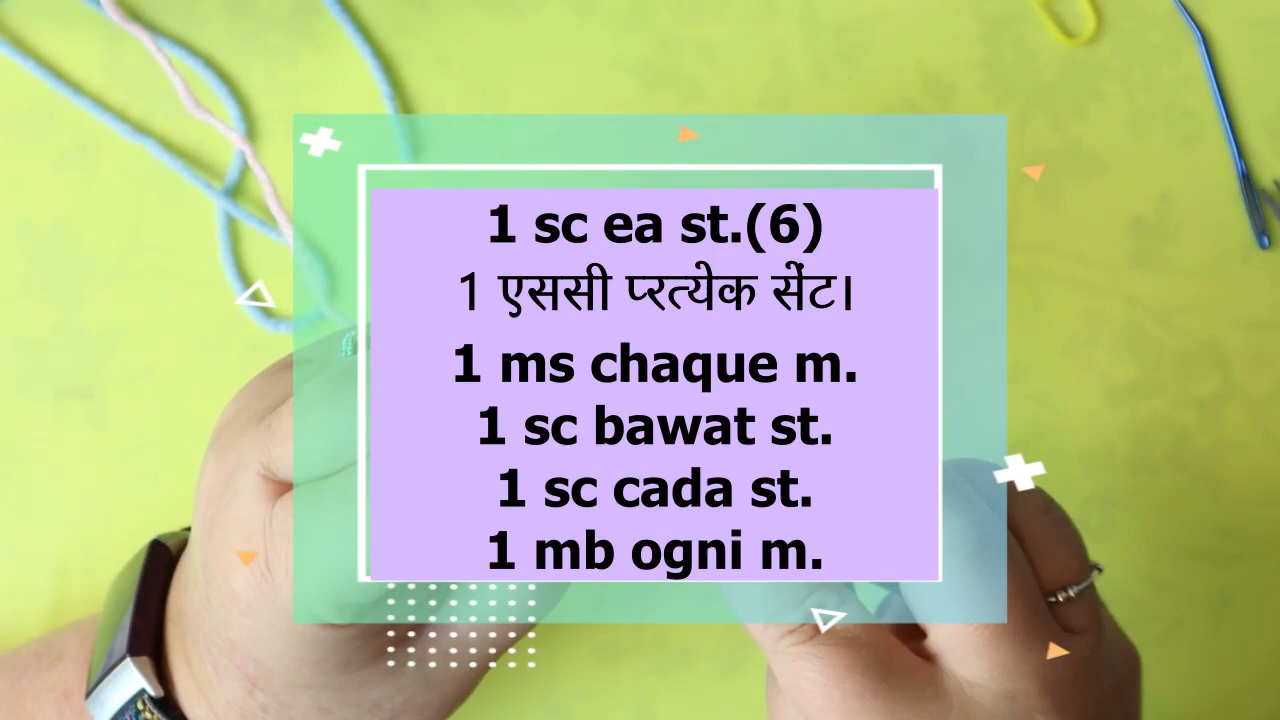 1 sc ea st.(6)
1 एससी प्रत्येक सेंट।
1 ms chaque m.
1 sc bawat st.
1 sc cada st.
1 mb ogni m.